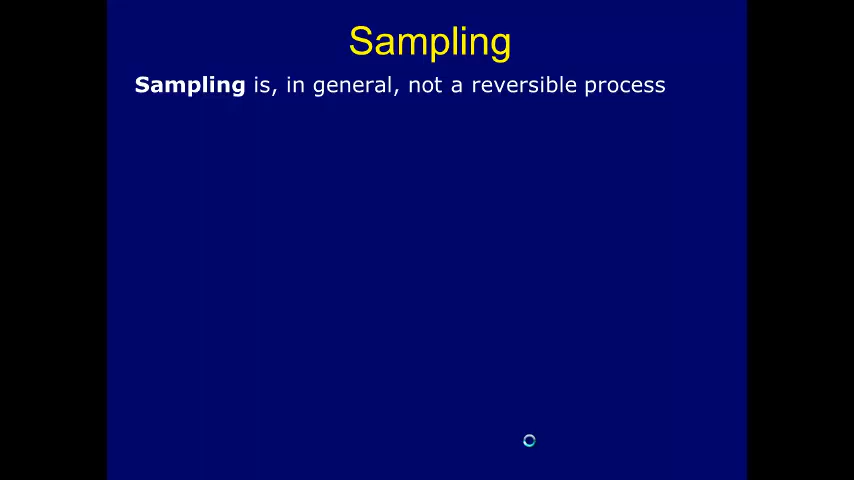 Sampling
Sampling is, in general, not a reversible process